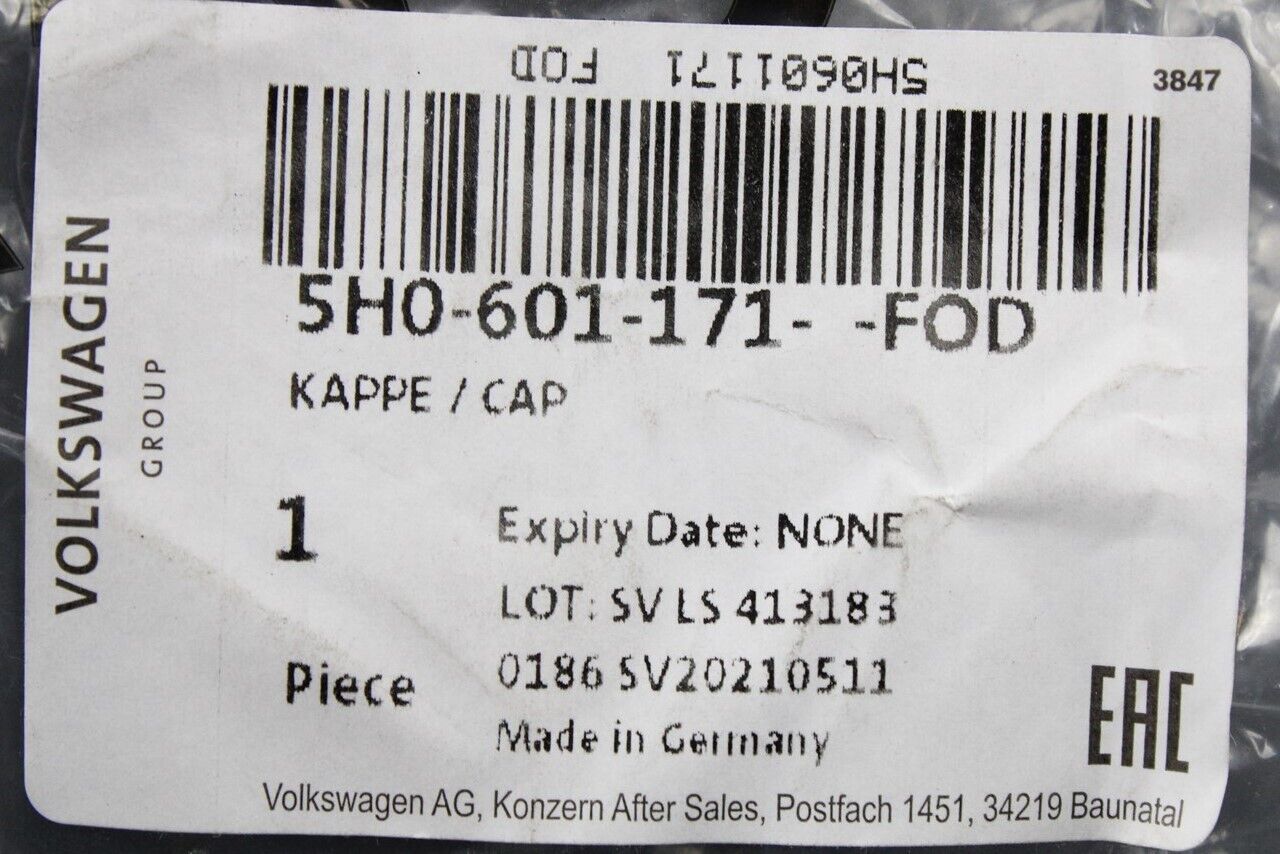 5H0601171   FOD
3847
5H0-601-171-  -FOD
KAPPE / CAP
VOLKSWAGEN
GROUP
1
Piece
Expiry Date: NONE
LOT: SV LS 413183
0186 SV20210511
Made in Germany
EAC
Volkswagen AG, Konzern After Sales, Postfach 1451, 34219 Baunatal